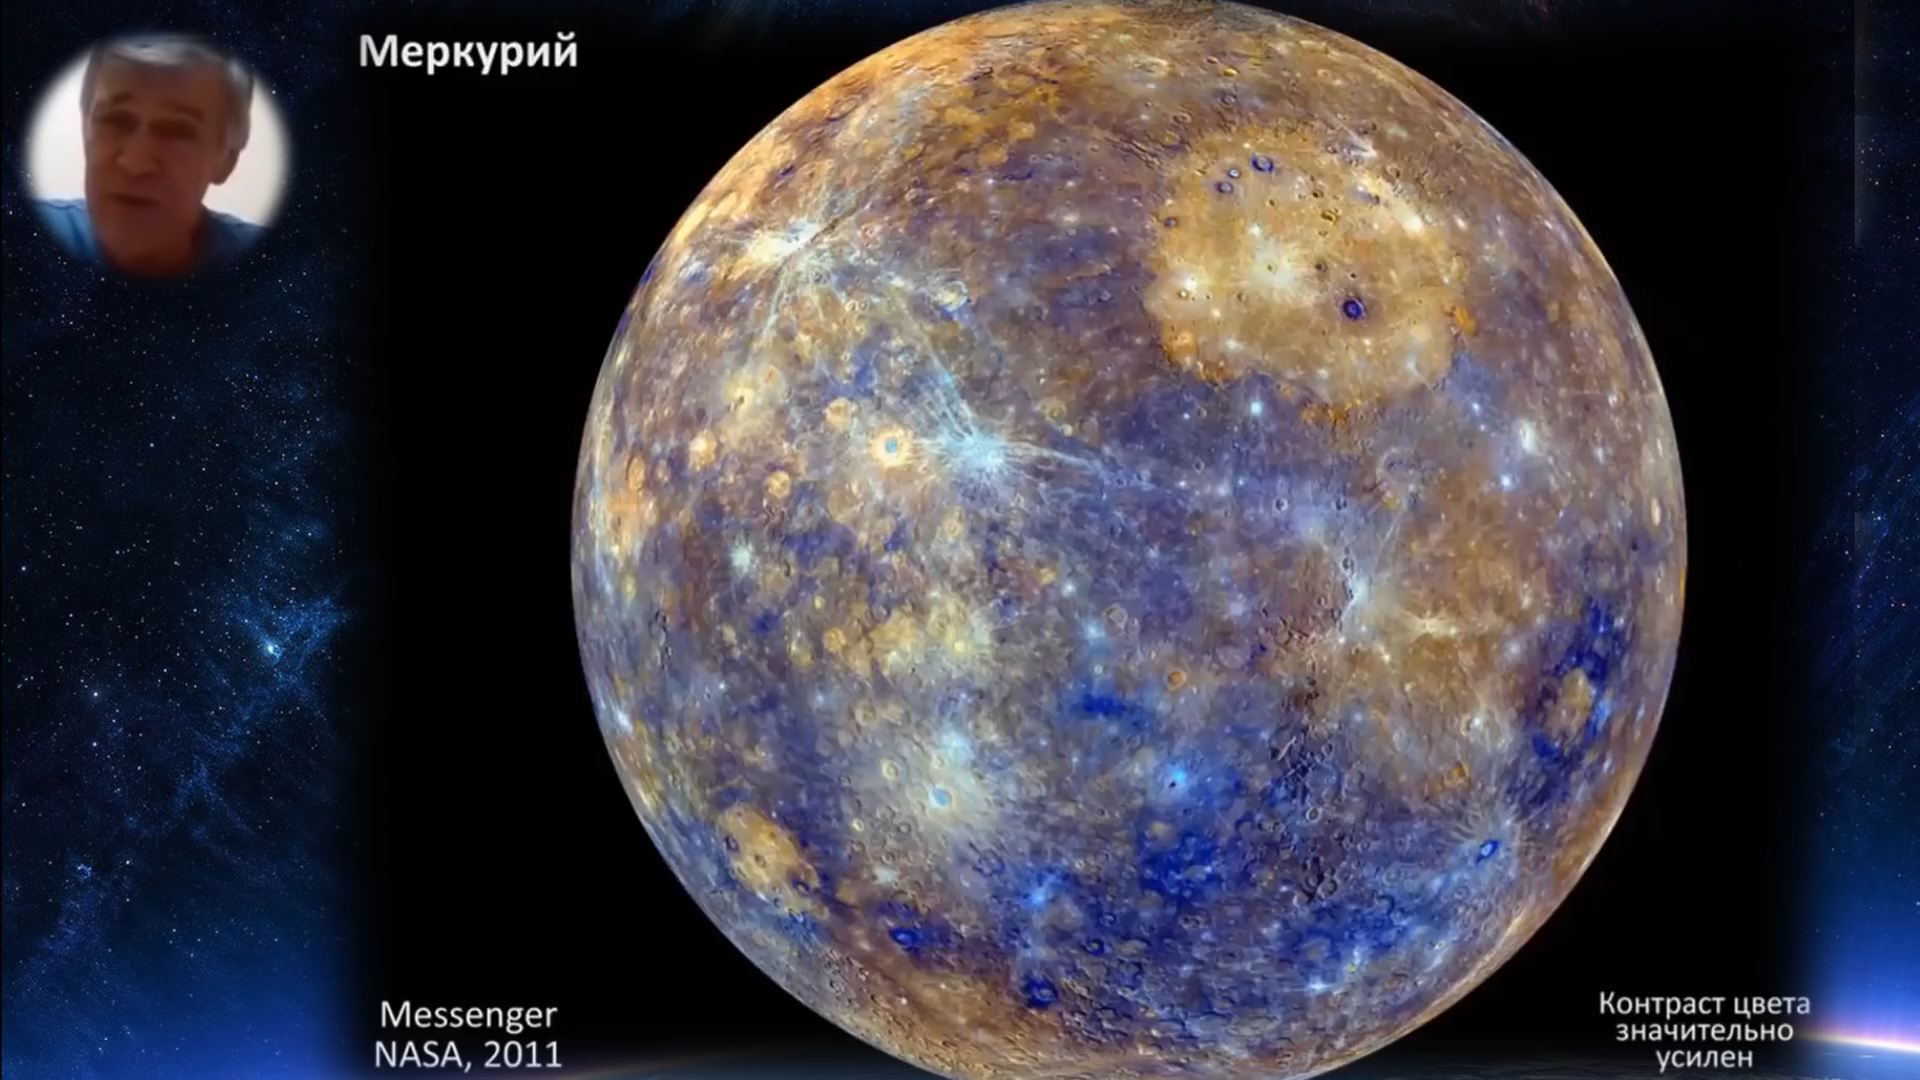 Меркурий
Messenger
NASA, 2011
Контраст цвета
значительно
усилен